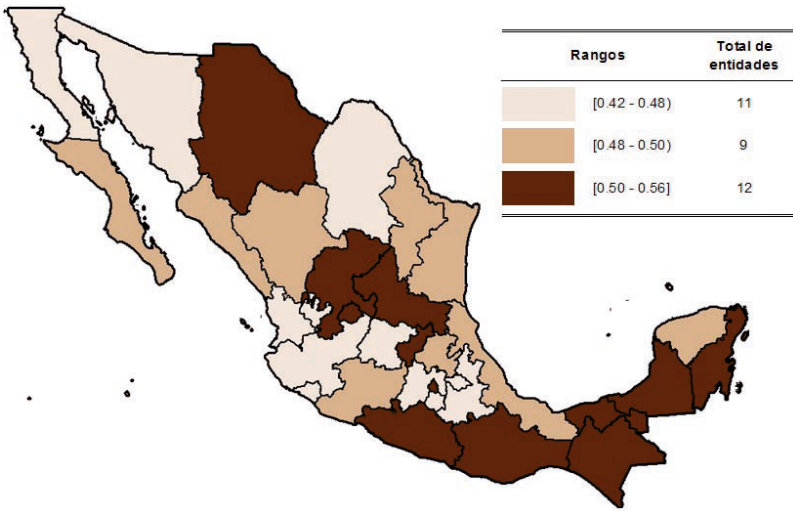 Rangos Total de
entidades
[0.42 - 0.48) 11
[0.48 - 0.50) 9
[0.50 - 0.56] 12